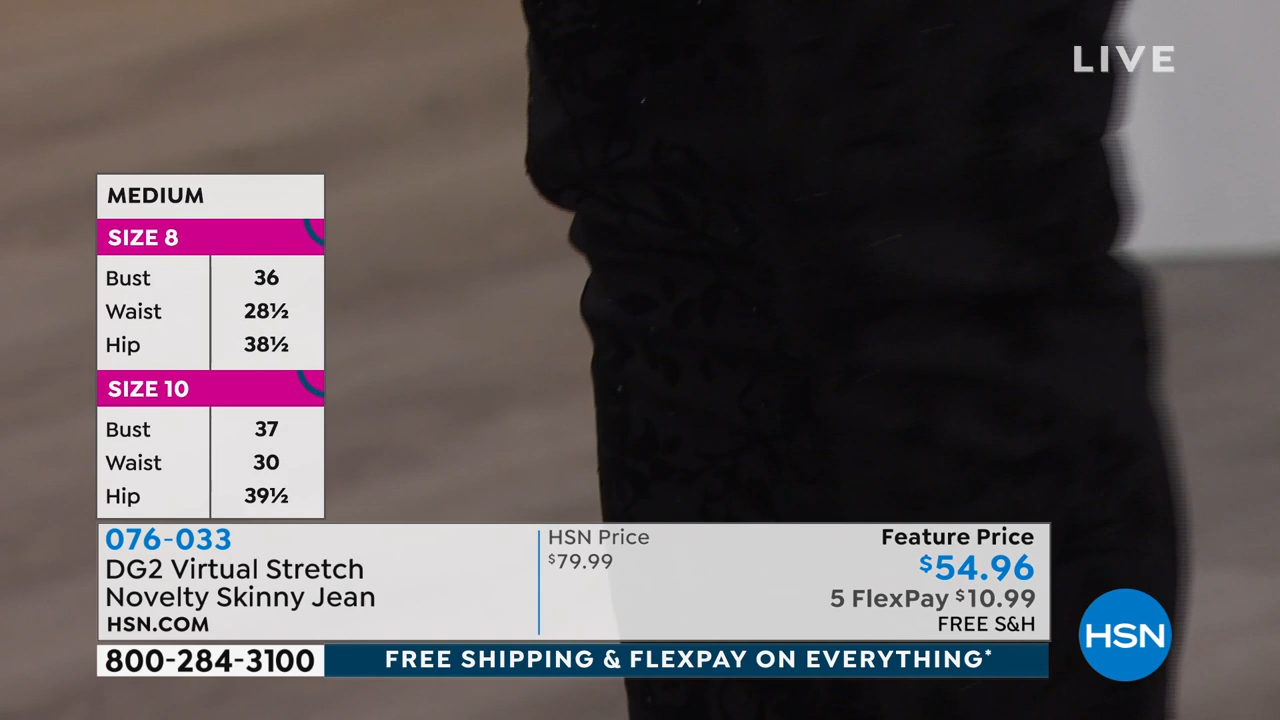 LIVE
MEDIUM
SIZE 8
Bust 36
Waist 28½
Hip 38½
SIZE 10
Bust 37
Waist 30
Hip 39½
076-033
DG2 Virtual Stretch
Novelty Skinny Jean
HSN.COM
HSN Price
$79.99
Feature Price
$54.96
5 FlexPay $10.99
FREE S&H
800-284-3100
FREE SHIPPING & FLEXPAY ON EVERYTHING*
HSN